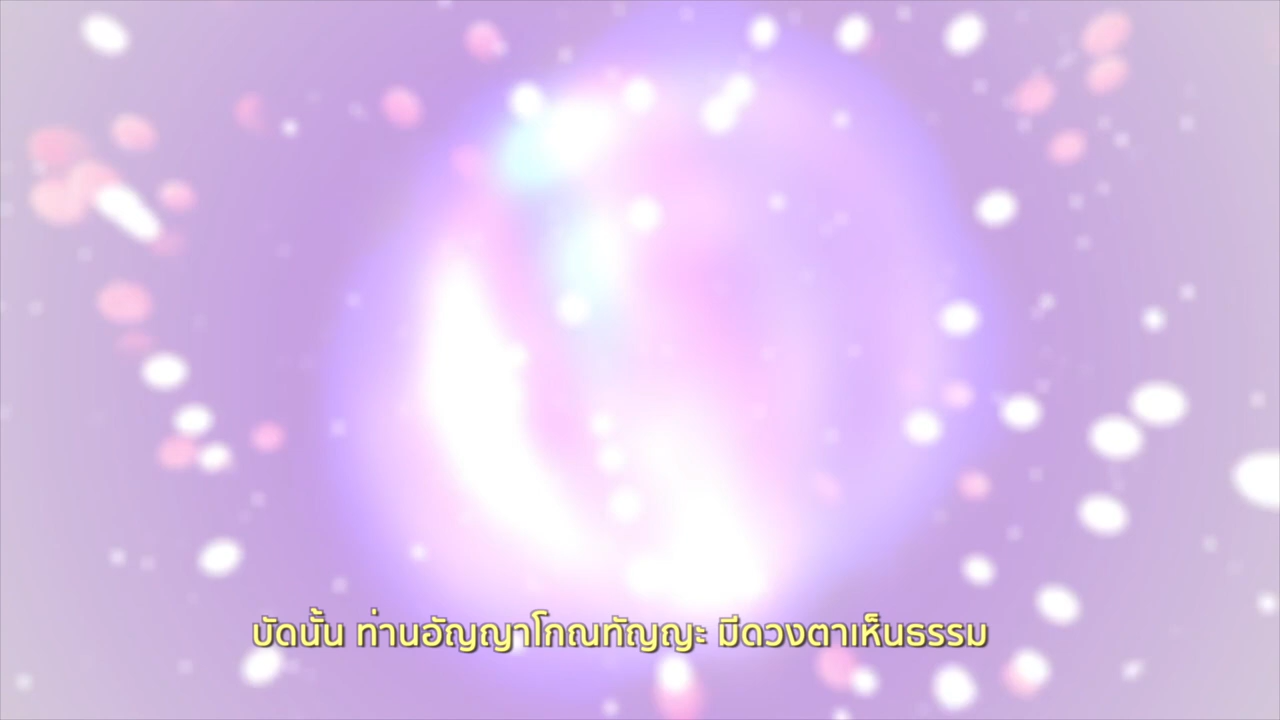 บัดนั้น ท่านอัญญาโกณทัญญะ มีดวงตาเห็นธรรม